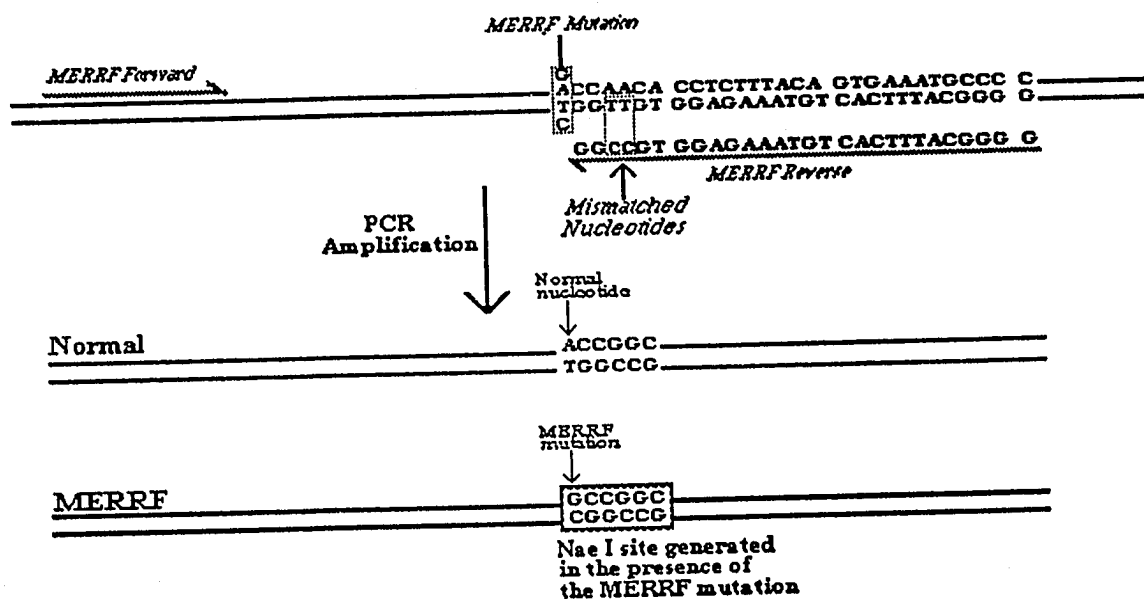 MERRF Mutation
MERRF Forward
G
ACCAACA CCTCTTTACA GTGAAATGCCC C
TGGTTGT GGAGAAATGT CACTTTACGGG G
C
GGCCGT GGAGAAATGT CACTTTACGGG G
MERRF Reverse
Mismatched
Nucleotides
PCR
Amplification
Normal
nucleotide
Normal
ACCGGC
TGGCCG
MERRF
mutation
MERRF
GCCGGC
CGGCCG
Nae I site generated
in the presence of
the MERRF mutation